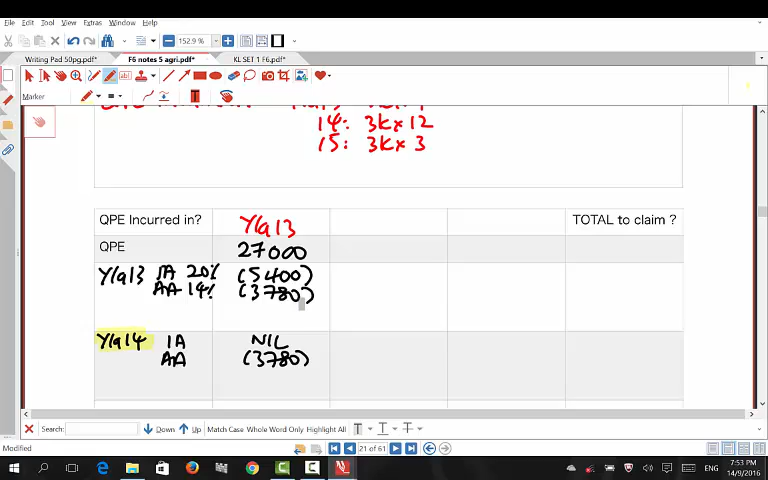 File Edit Tool View Extras Window Help
152.9 %
Writing Pad 50pg.pdf* F6 notes 5 agri.pdf* KL SET 1 F6.pdf*
Marker
14: 3K x 12
15: 3K x 3
QPE Incurred in? Y/a13 TOTAL to claim ?
QPE 27000
Y/a13 IA 20% (5400)
AA 14% (3780)
Y/a14 IA NIL
AA (3780)
Search: Down Up Match Case Whole Word Only Highlight All
Modified 21 of 61
ENG 7:53 PM
14/9/2016